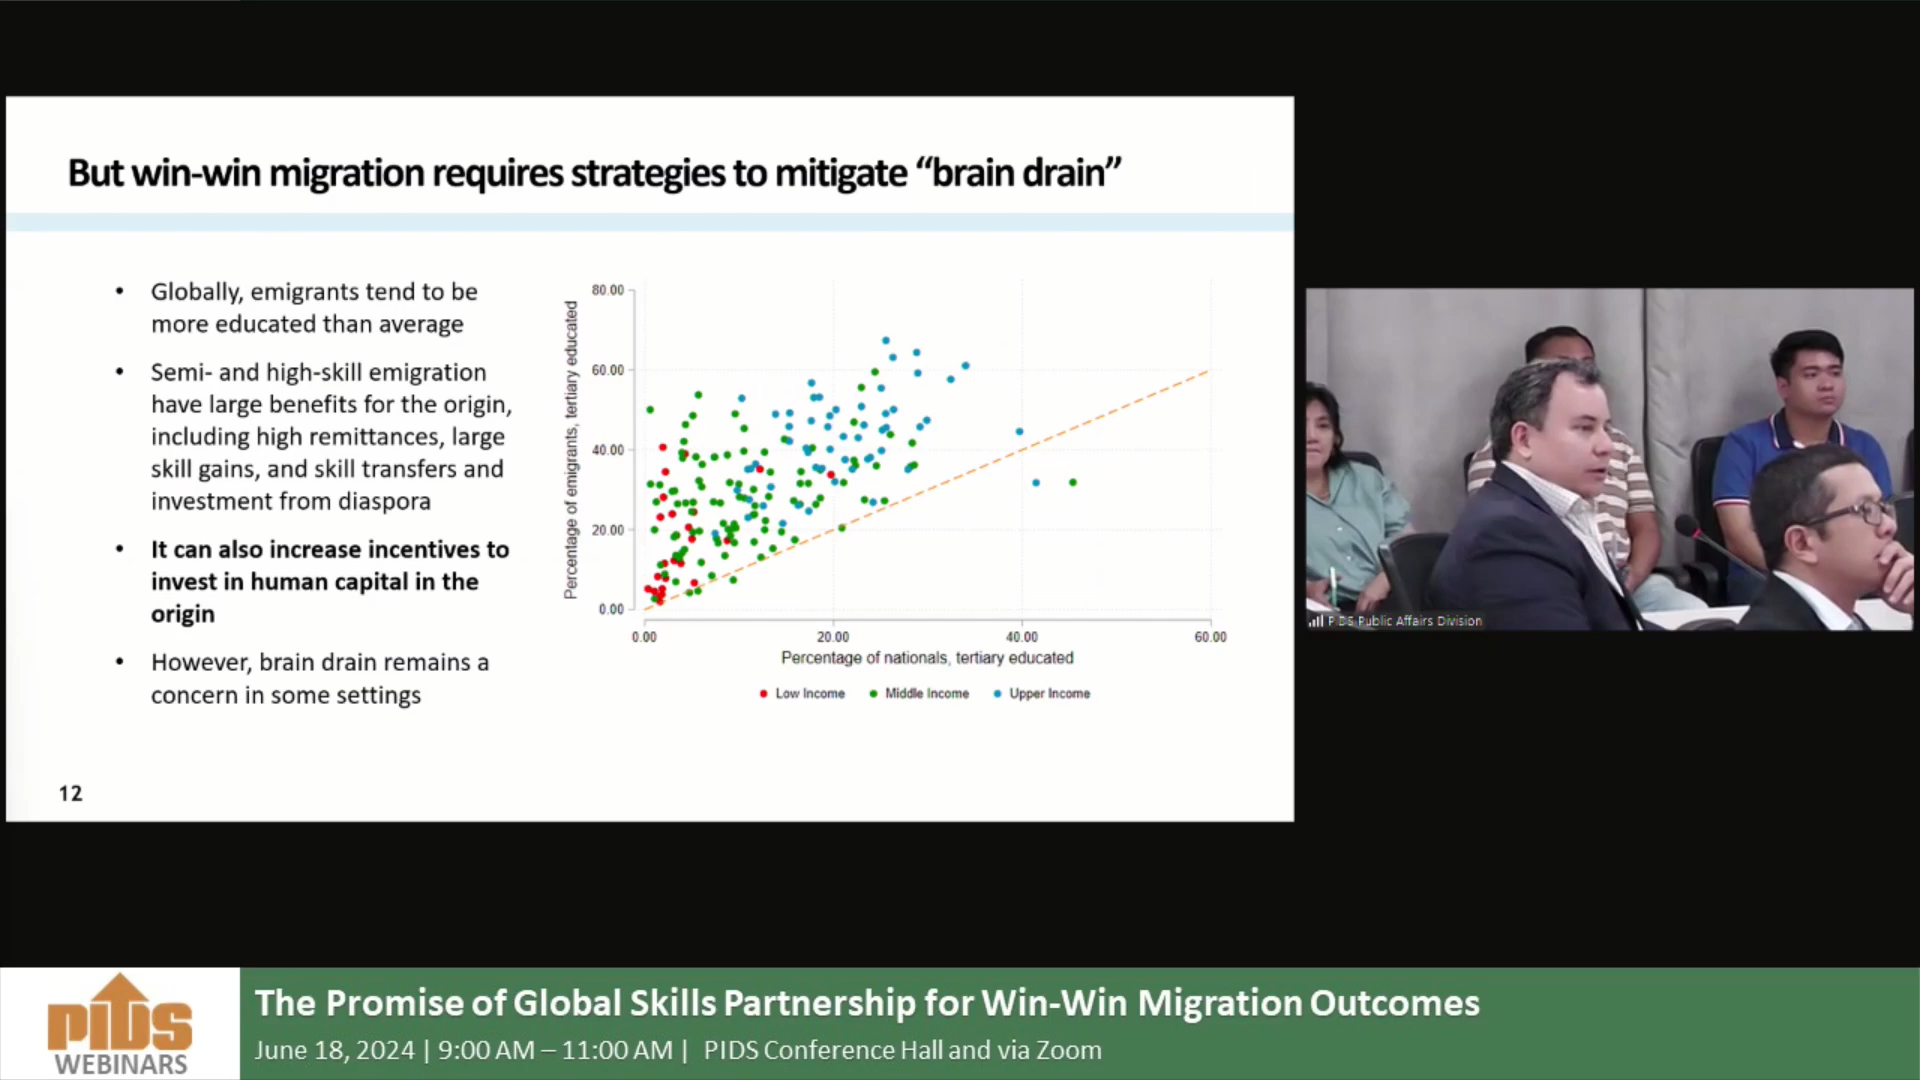 But win-win migration requires strategies to mitigate “brain drain”
• Globally, emigrants tend to be
more educated than average
• Semi- and high-skill emigration
have large benefits for the origin,
including high remittances, large
skill gains, and skill transfers and
investment from diaspora
• It can also increase incentives to
invest in human capital in the
origin
• However, brain drain remains a
concern in some settings
12
Percentage of emigrants, tertiary educated
80.00
60.00
40.00
20.00
0.00
0.00 20.00 40.00 60.00
Percentage of nationals, tertiary educated
Low Income Middle Income Upper Income
PIDS Public Affairs Division
PIDS
WEBINARS
The Promise of Global Skills Partnership for Win-Win Migration Outcomes
June 18, 2024 | 9:00 AM – 11:00 AM | PIDS Conference Hall and via Zoom